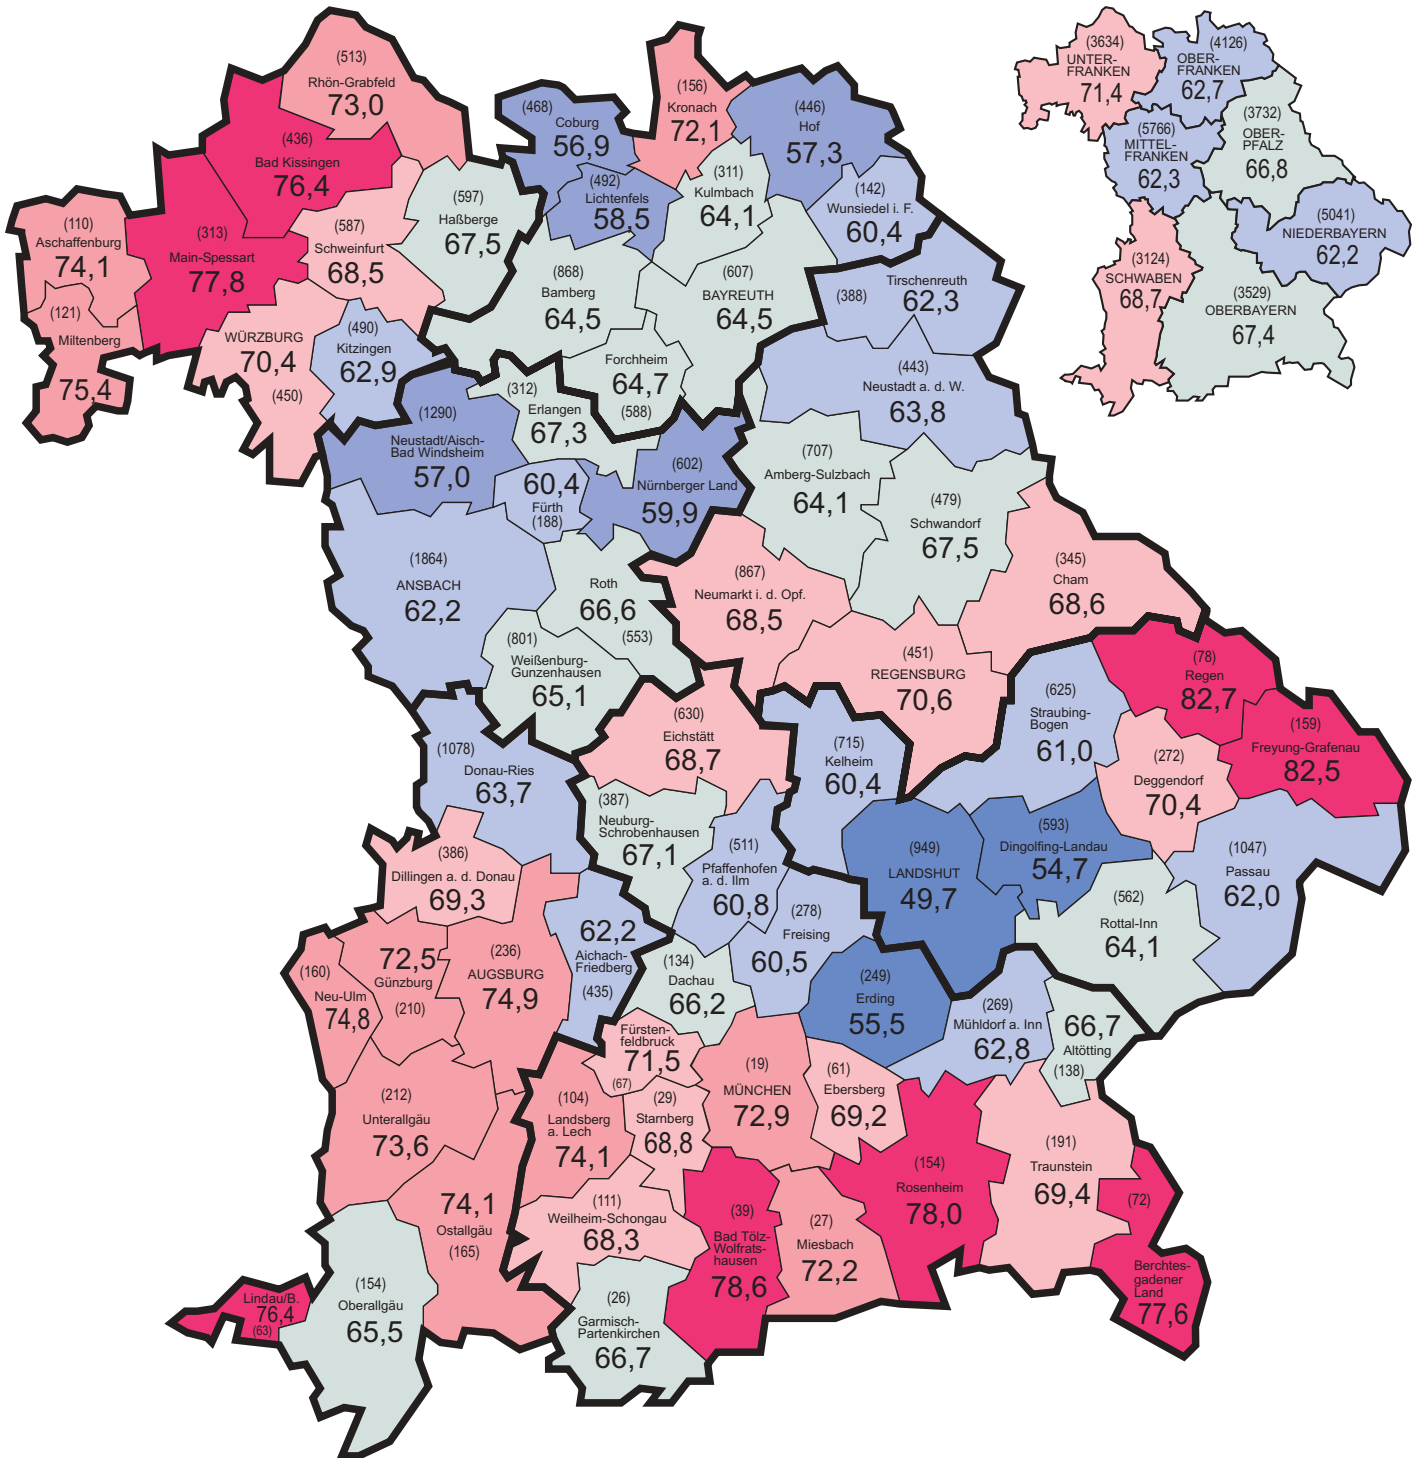 (513)
Rhön-Grabfeld
73,0
(436)
Bad Kissingen
76,4
(110)
Aschaffenburg
74,1
(313)
Main-Spessart
77,8
(121)
Miltenberg
75,4
(587)
Schweinfurt
68,5
(597)
Haßberge
67,5
WÜRZBURG
70,4
(450)
(490)
Kitzingen
62,9
(468)
Coburg
56,9
(156)
Kronach
72,1
(446)
Hof
57,3
(492)
Lichtenfels
58,5
(311)
Kulmbach
64,1
(142)
Wunsiedel i. F.
60,4
(868)
Bamberg
64,5
(607)
BAYREUTH
64,5
Forchheim
64,7
(588)
(388)
Tirschenreuth
62,3
(443)
Neustadt a. d. W.
63,8
(1290)
Neustadt/Aisch-
Bad Windsheim
57,0
(312)
Erlangen
67,3
60,4
Fürth
(188)
(602)
Nürnberger Land
59,9
(707)
Amberg-Sulzbach
64,1
(479)
Schwandorf
67,5
(1864)
ANSBACH
62,2
Roth
66,6
(553)
(801)
Weißenburg-
Gunzenhausen
65,1
(867)
Neumarkt i. d. Opf.
68,5
(345)
Cham
68,6
(451)
REGENSBURG
70,6
(78)
Regen
82,7
(159)
Freyung-Grafenau
82,5
(625)
Straubing-
Bogen
61,0
(272)
Deggendorf
70,4
(1078)
Donau-Ries
63,7
(630)
Eichstätt
68,7
(715)
Kelheim
60,4
(387)
Neuburg-
Schrobenhausen
67,1
(511)
Pfaffenhofen
a. d. Ilm
60,8
(949)
LANDSHUT
49,7
(593)
Dingolfing-Landau
54,7
(1047)
Passau
62,0
(562)
Rottal-Inn
64,1
(386)
Dillingen a. d. Donau
69,3
(160)
Neu-Ulm
74,8
72,5
Günzburg
(210)
(236)
AUGSBURG
74,9
62,2
Aichach-
Friedberg
(435)
(134)
Dachau
66,2
(278)
Freising
60,5
(249)
Erding
55,5
(269)
Mühldorf a. Inn
62,8
66,7
Altötting
(138)
(212)
Unterallgäu
73,6
(104)
Landsberg
a. Lech
74,1
Fürsten-
feldbruck
71,5
(67)
(29)
Starnberg
68,8
(19)
MÜNCHEN
72,9
(61)
Ebersberg
69,2
(154)
Rosenheim
78,0
(191)
Traunstein
69,4
(72)
Berchtes-
gadener
Land
77,6
74,1
Ostallgäu
(165)
(111)
Weilheim-Schongau
68,3
(39)
Bad Tölz-
Wolfrats-
hausen
78,6
(27)
Miesbach
72,2
Lindau/B.
76,4
(63)
(154)
Oberallgäu
65,5
(26)
Garmisch-
Partenkirchen
66,7
(3634)
UNTER-
FRANKEN
71,4
(4126)
OBER-
FRANKEN
62,7
(5766)
MITTEL-
FRANKEN
62,3
(3732)
OBER-
PFALZ
66,8
(5041)
NIEDERBAYERN
62,2
(3124)
SCHWABEN
68,7
(3529)
OBERBAYERN
67,4